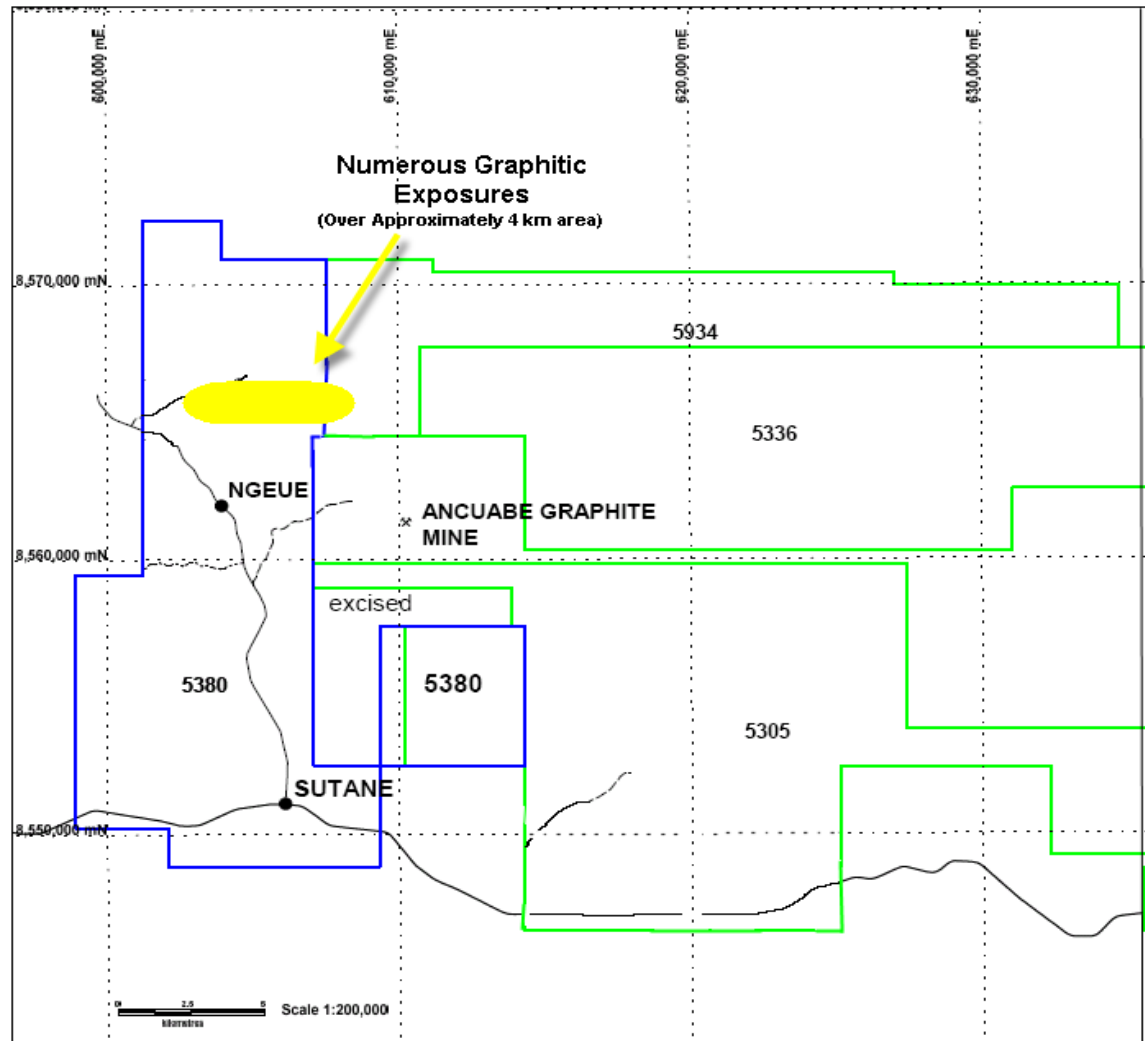 600,000 mE
610,000 mE
620,000 mE
630,000 mE
Numerous Graphitic
Exposures
(Over Approximately 4 km area)
8,570,000 mN
5934
5336
NGEUE
ANCUABE GRAPHITE
MINE
8,560,000 mN
excised
5380
5380
5305
SUTANE
8,550,000 mN
0 2.5 5
kilometres
Scale 1:200,000